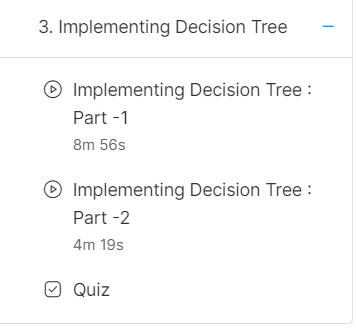 3. Implementing Decision Tree
Implementing Decision Tree :
Part -1
8m 56s
Implementing Decision Tree :
Part -2
4m 19s
Quiz